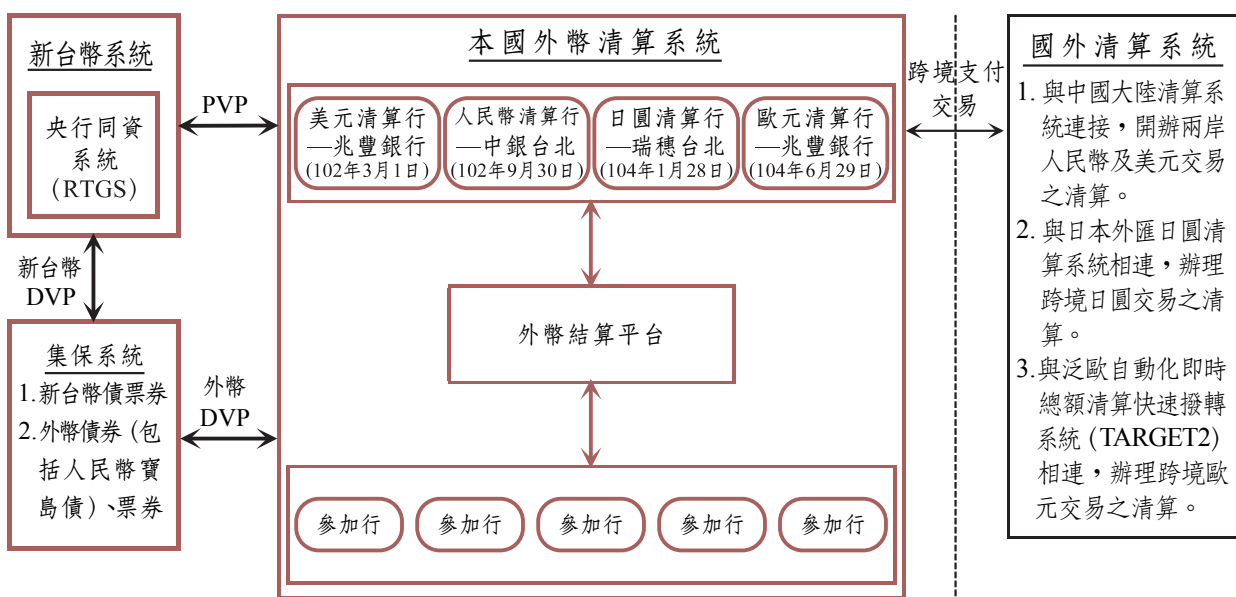 新台幣系統
央行同資
系統
(RTGS)
PVP
新台幣
DVP
集保系統
1.新台幣債票券
2.外幣債券(包
括人民幣寶
島債)、票券
外幣
DVP
本國外幣清算系統
美元清算行
—兆豐銀行
(102年3月1日)
人民幣清算行
—中銀台北
(102年9月30日)
日圓清算行
—瑞穗台北
(104年1月28日)
歐元清算行
—兆豐銀行
(104年6月29日)
外幣結算平台
參加行
參加行
參加行
參加行
參加行
跨境支付
交易
國外清算系統
1. 與中國大陸清算系
統連接，開辦兩岸
人民幣及美元交易
之清算。
2. 與日本外匯日圓清
算系統相連，辦理
跨境日圓交易之清
算。
3.與泛歐自動化即時
總額清算快速撥轉
系統(TARGET2)
相連，辦理跨境歐
元交易之清算。